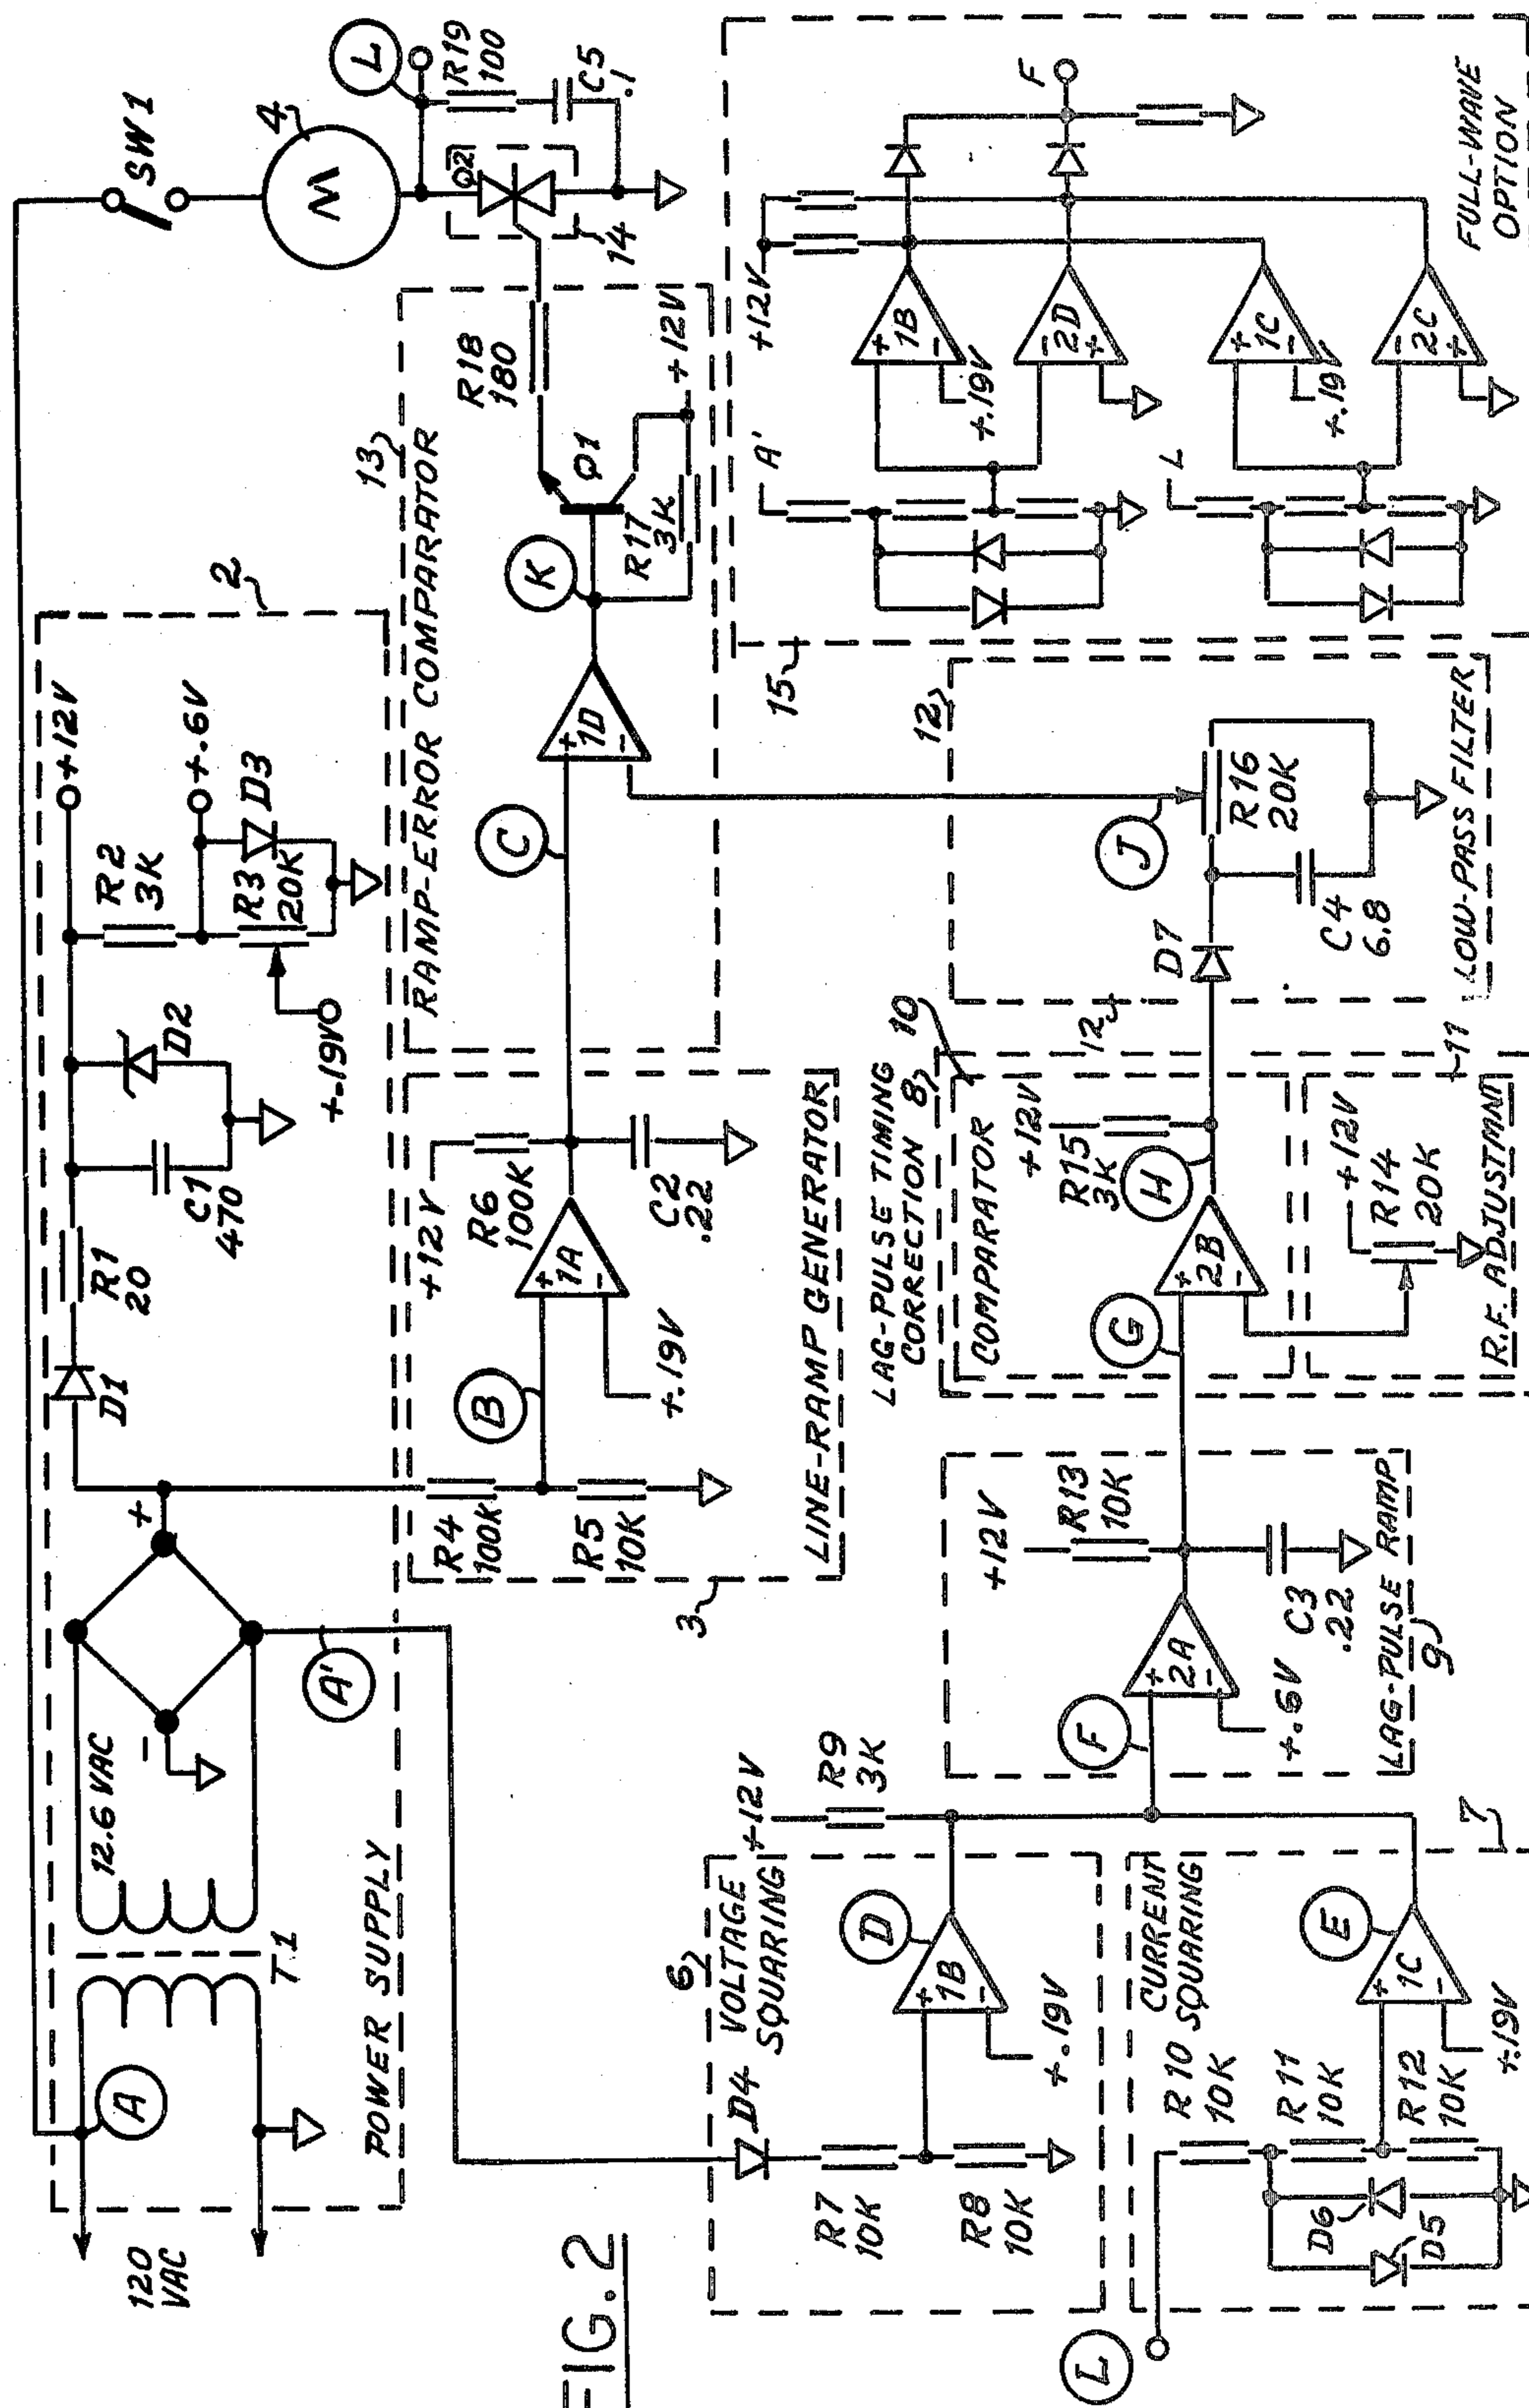 FIG. 2
120
VAC
A
T.1
12.6 VAC
+
−
A'
POWER SUPPLY
2
D1
R1
20
C1
470
D2
R2
3K
R3
20K
D3
+12V
+.6V
+.19V
SW1
4
M
L
R19
100
C5
.1
Q2
14
3
R4
100K
R5
10K
B
+.19V
+
1A
−
+12V
R6
100K
C2
.22
LINE-RAMP GENERATOR
RAMP-ERROR COMPARATOR
13
C
+
1D
−
K
Q1
R17
3K
+12V
R18
180
6
VOLTAGE
SQUARING
D4
R7
10K
R8
10K
+
1B
−
+.19V
D
+12V
R9
3K
7
CURRENT
SQUARING
L
R10
10K
R11
10K
R12
10K
D6
D5
+
1C
−
+.19V
E
F
+
2A
−
+.6V
+12V
R13
10K
C3
.22
LAG-PULSE RAMP
9
LAG-PULSE TIMING
CORRECTION 8
COMPARATOR
10
G
+
2B
−
+12V
R15
3K
H
+12V
R14
20K
R.F. ADJUSTMNT
11
12
12
D7
C4
6.8
R16
20K
J
LOW-PASS FILTER
15
A'
+12V
+
1B
−
+.19V
−
2D
+
L
+
1C
−
+.19V
−
2C
+
F
FULL-WAVE
OPTION